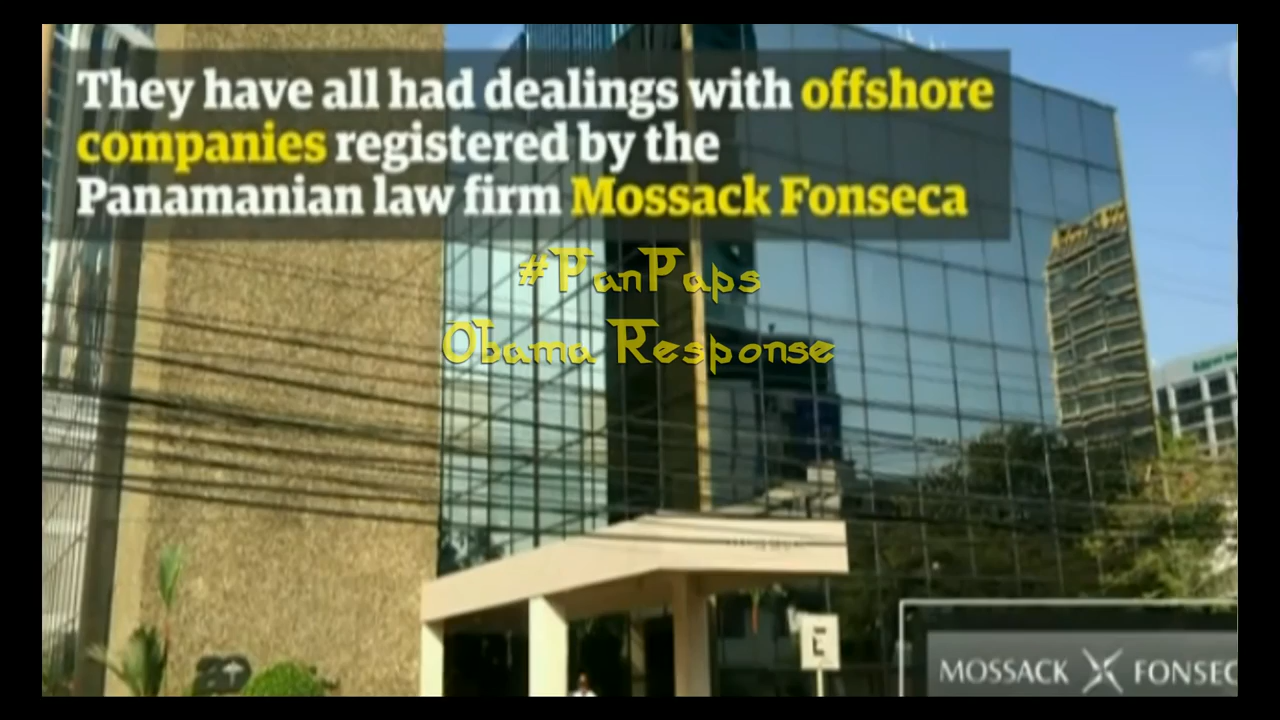 They have all had dealings with offshore
companies registered by the
Panamanian law firm Mossack Fonseca
#PanPaps
Obama Response
E
MOSSACK FONSEC